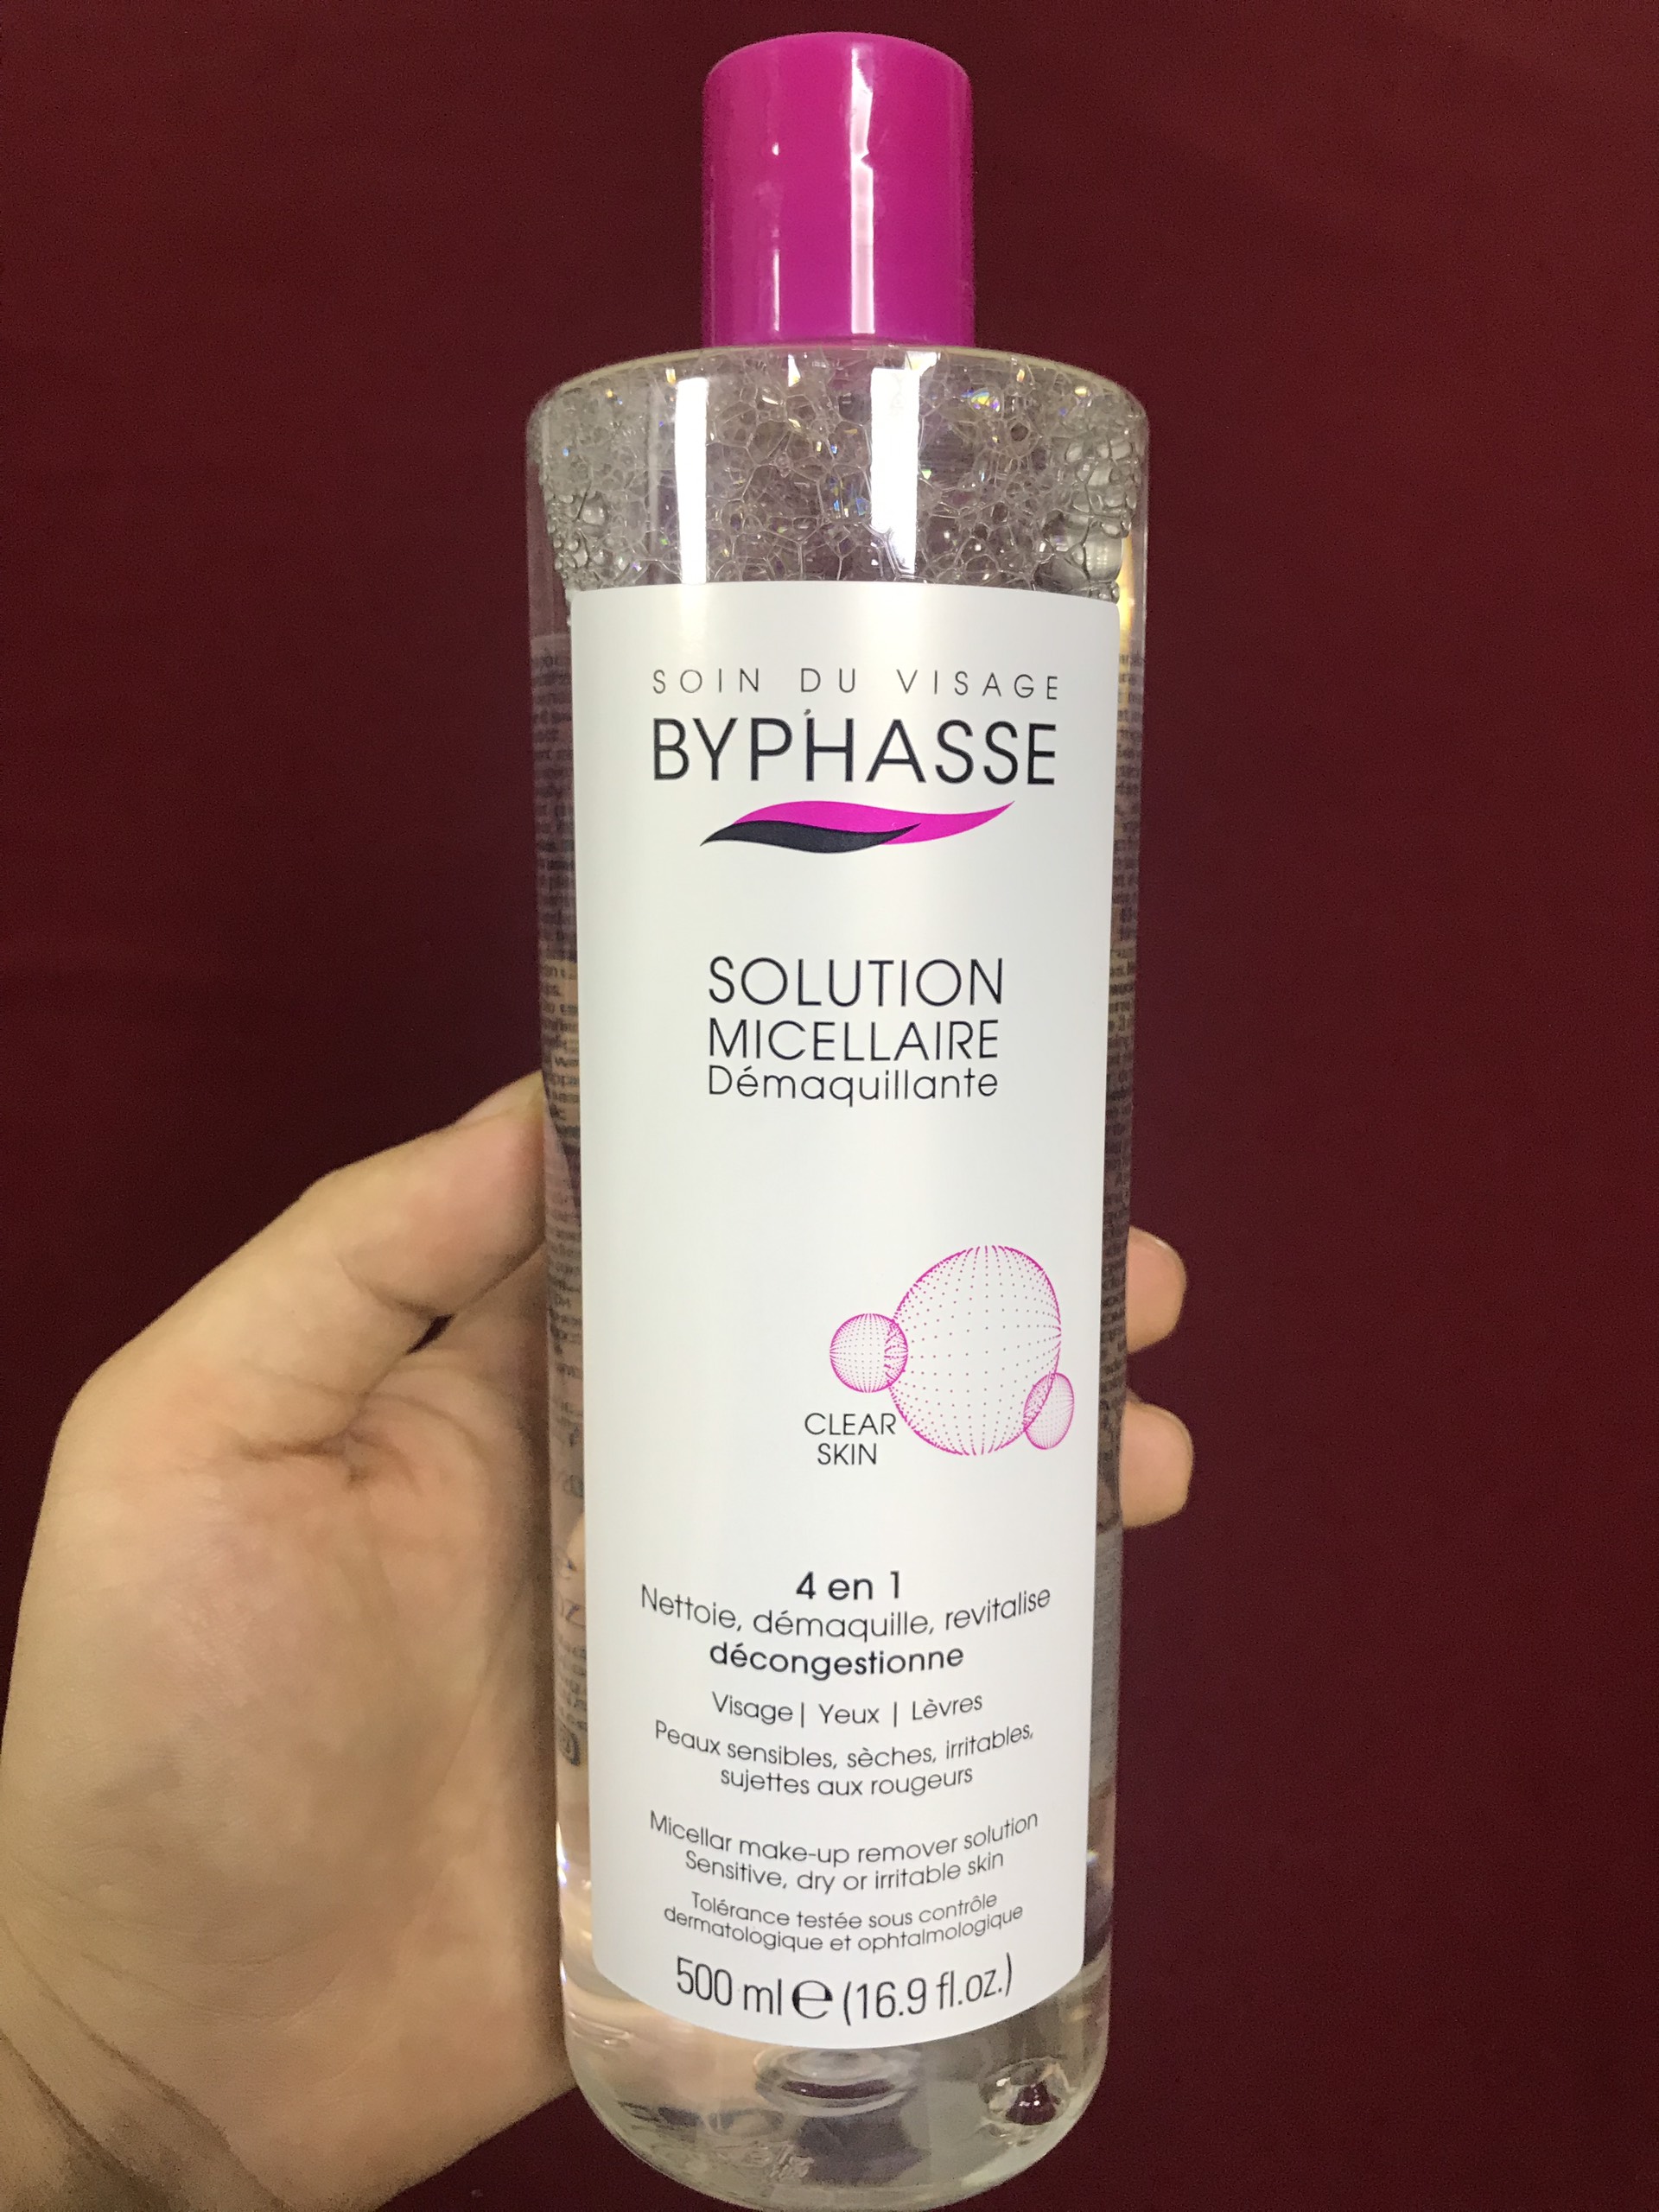 SOIN DU VISAGE
BYPHASSE
SOLUTION
MICELLAIRE
Démaquillante
CLEAR
SKIN
4 en 1
Nettoie, démaquille, revitalise
décongestionne
Visage | Yeux | Lèvres
Peaux sensibles, sèches, irritables,
sujettes aux rougeurs
Micellar make-up remover solution
Sensitive, dry or irritable skin
Tolérance testée sous contrôle
dermatologique et ophtalmologique
500 ml e (16.9 fl.oz.)